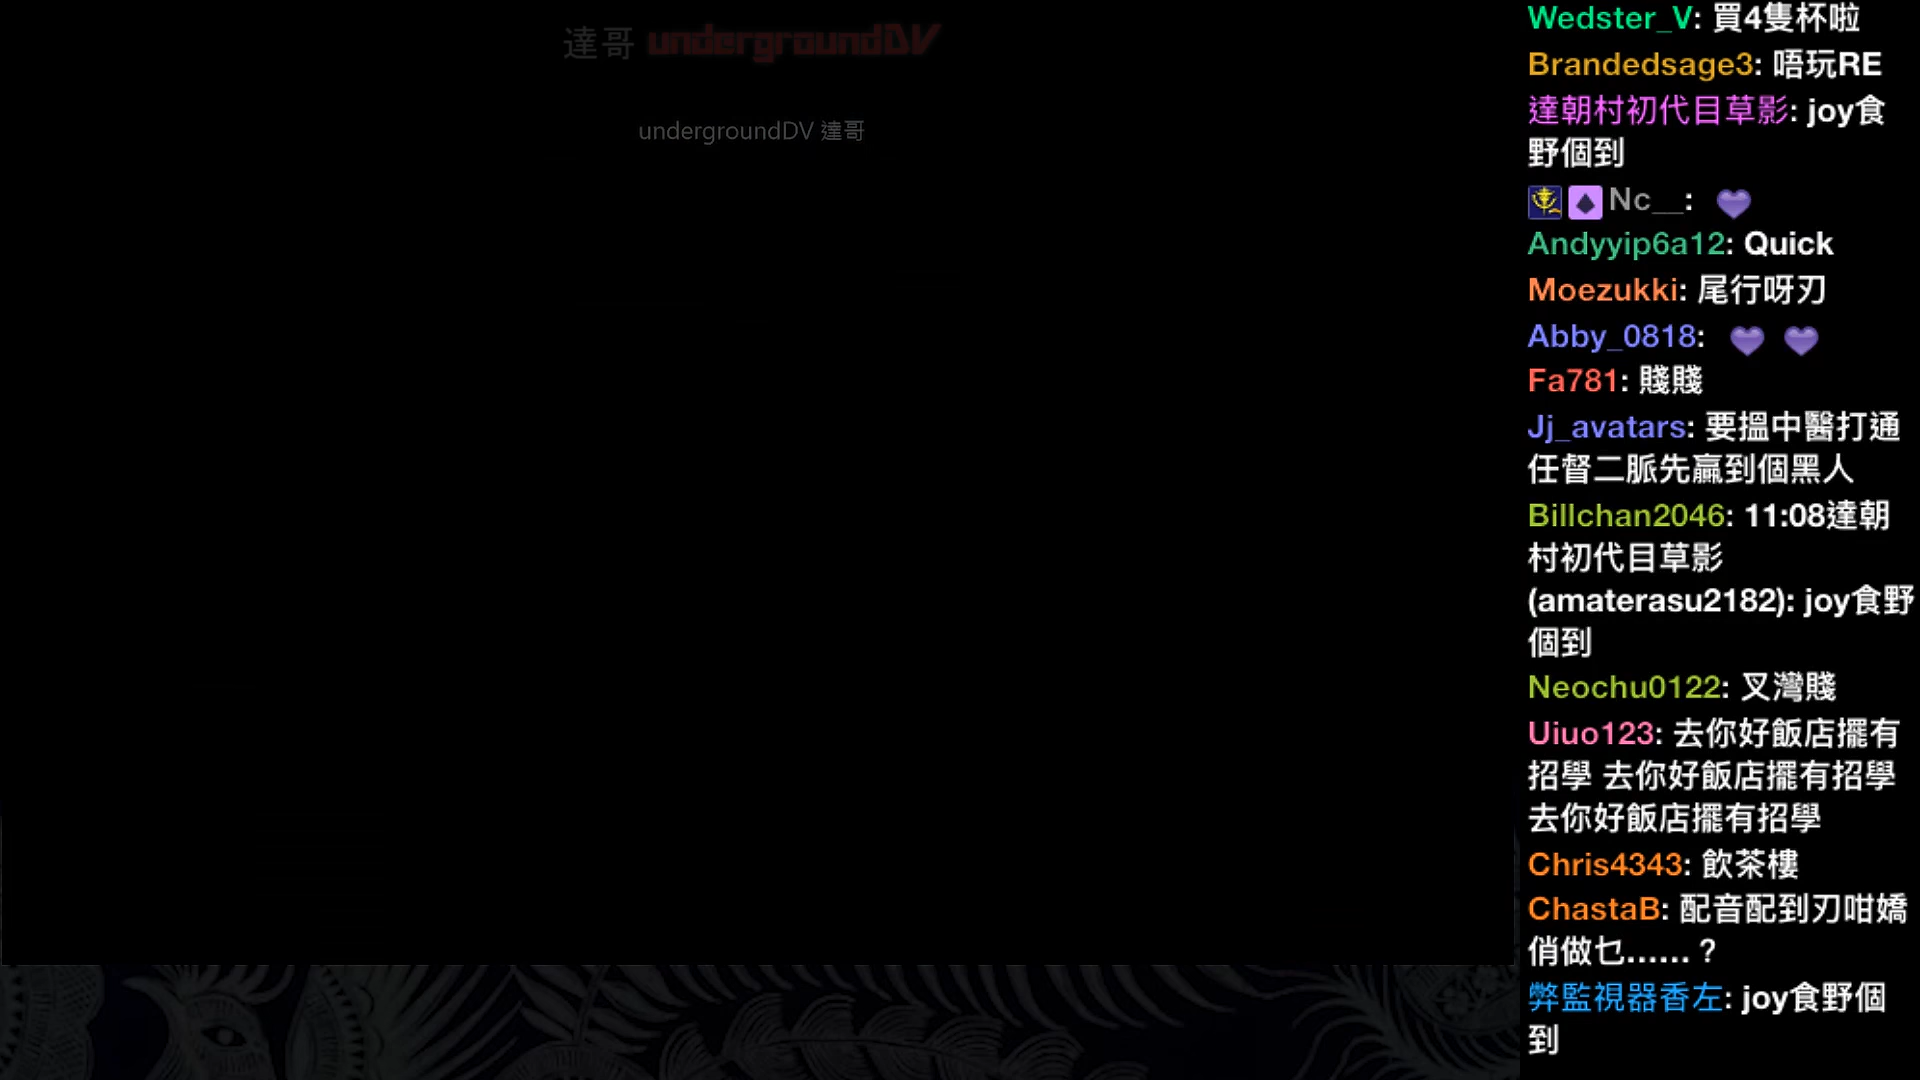 達哥 undergroundDV
undergroundDV 達哥
Wedster_V: 買4隻杯啦
Brandedsage3: 唔玩RE
達朝村初代目草影: joy食
野個到
Nc__:
Andyyip6a12: Quick
Moezukki: 尾行呀刃
Abby_0818:
Fa781: 賤賤
Jj_avatars: 要搵中醫打通
任督二脈先贏到個黑人
Billchan2046: 11:08達朝
村初代目草影
(amaterasu2182): joy食野
個到
Neochu0122: 叉灣賤
Uiuo123: 去你好飯店擺有
招學 去你好飯店擺有招學
去你好飯店擺有招學
Chris4343: 飲茶樓
ChastaB: 配音配到刃咁嬌
俏做乜......？
弊監視器香左: joy食野個
到